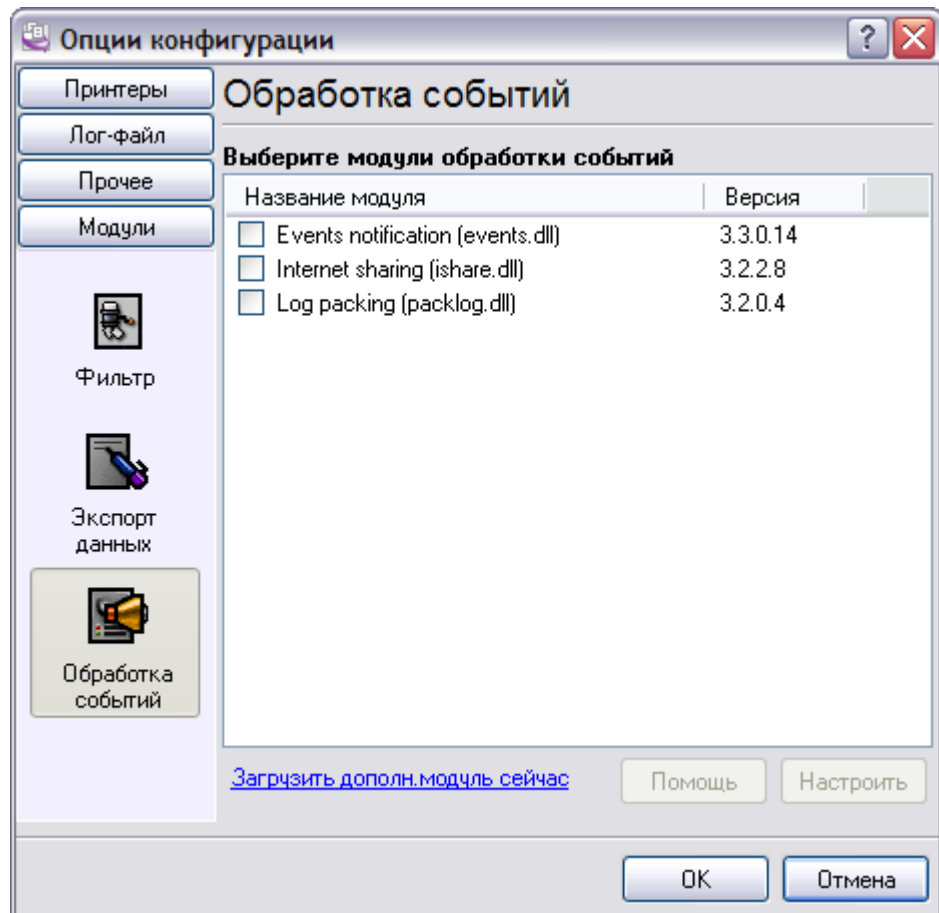 Опции конфигурации
Принтеры
Лог-файл
Прочее
Модули
Фильтр
Экспорт
данных
Обработка
событий
Обработка событий
Выберите модули обработки событий
Название модуля Версия
Events notification (events.dll) 3.3.0.14
Internet sharing (ishare.dll) 3.2.2.8
Log packing (packlog.dll) 3.2.0.4
Загрузить дополн.модуль сейчас
Помощь
Настроить
OK
Отмена